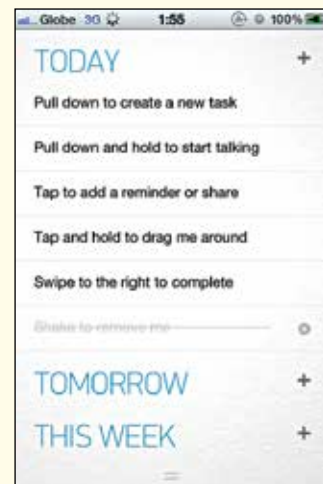 Globe 3G 1:55 100%
TODAY +
Pull down to create a new task
Pull down and hold to start talking
Tap to add a reminder or share
Tap and hold to drag me around
Swipe to the right to complete
Shake to remove me
TOMORROW +
THIS WEEK +